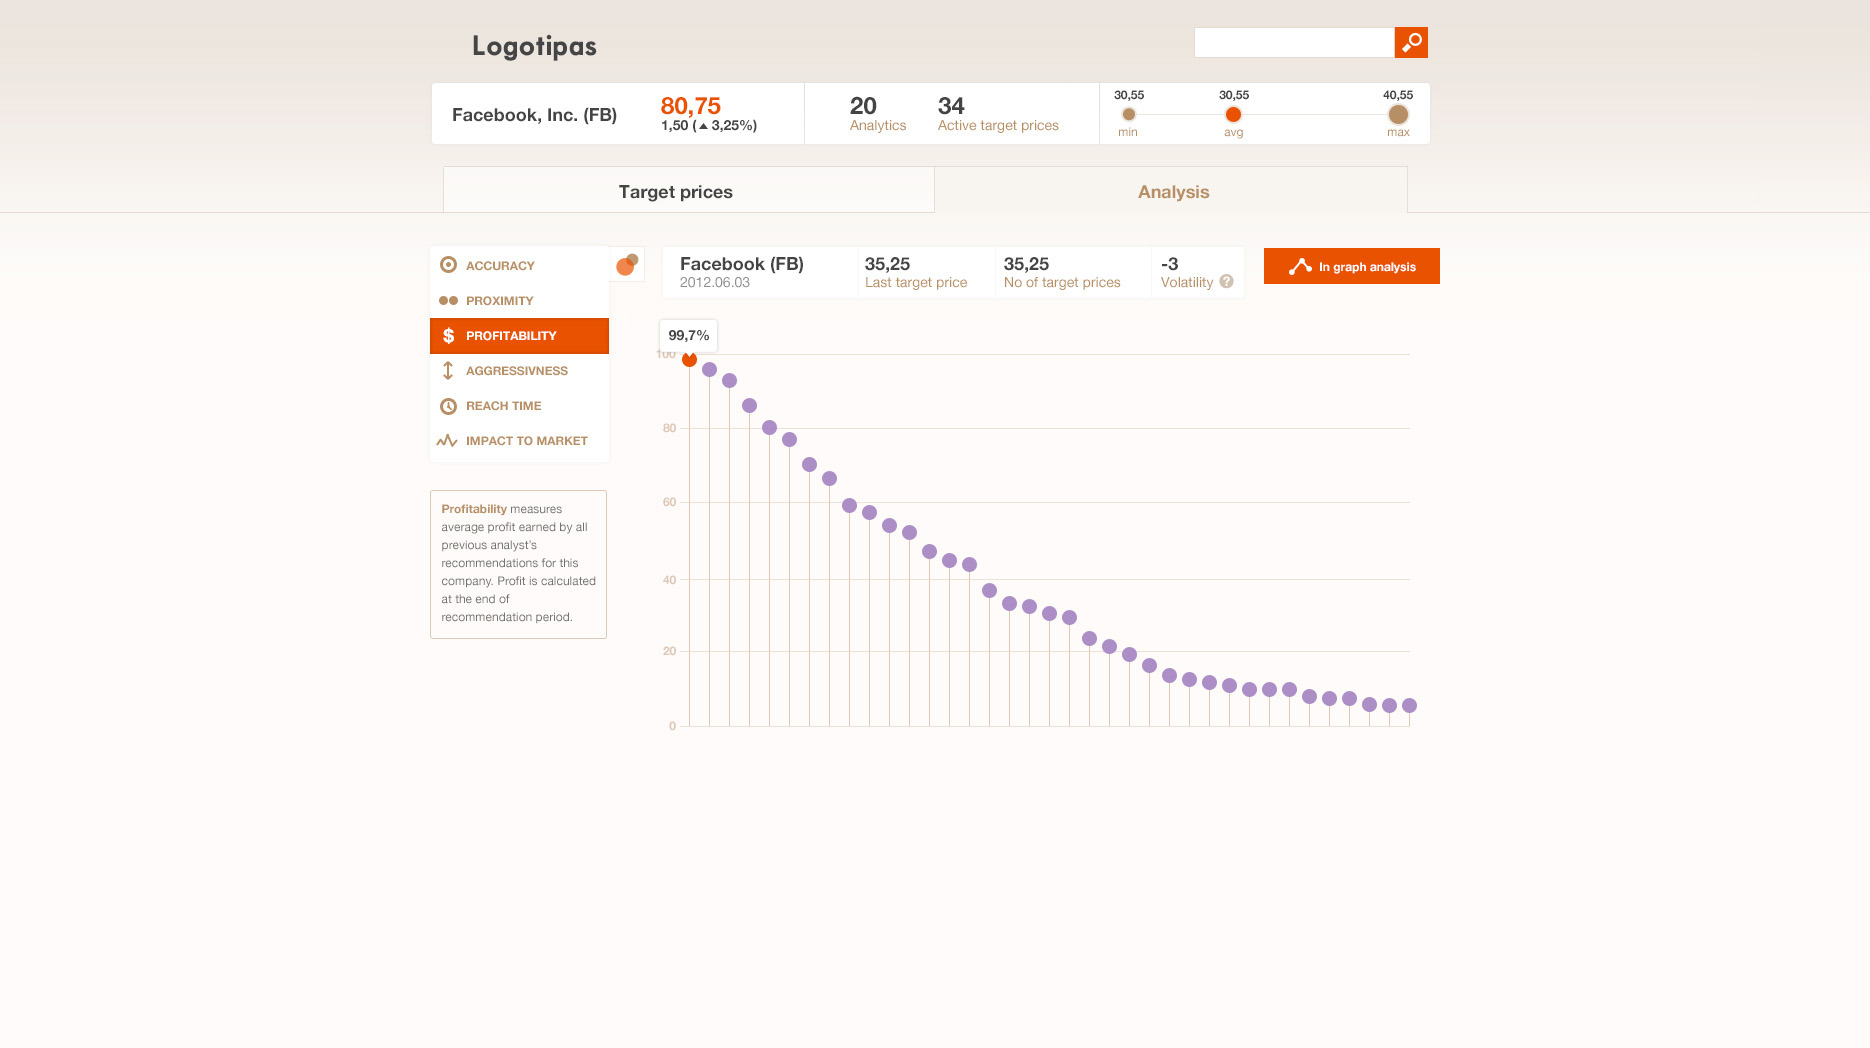 Logotipas
Facebook, Inc. (FB)
80,75
1,50 (▲ 3,25%)
20
Analytics
34
Active target prices
30,55
min
30,55
avg
40,55
max
Target prices
Analysis
ACCURACY
PROXIMITY
$ PROFITABILITY
AGGRESSIVNESS
REACH TIME
IMPACT TO MARKET
Profitability measures
average profit earned by all
previous analyst's
recommendations for this
company. Profit is calculated
at the end of
recommendation period.
Facebook (FB)
2012.06.03
35,25
Last target price
35,25
No of target prices
-3
Volatility ?
In graph analysis
99,7%
100
80
60
40
20
0